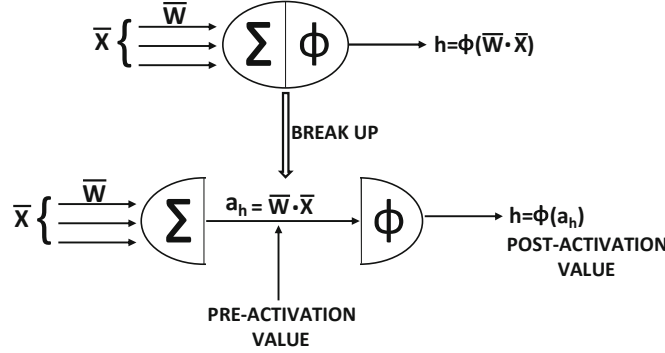 W̅
X̅ {
Σ ϕ
h=Φ(W̅·X̅)
BREAK UP
W̅
X̅ {
Σ
a_h = W̅·X̅
ϕ
h=Φ(a_h)
POST-ACTIVATION
VALUE
PRE-ACTIVATION
VALUE